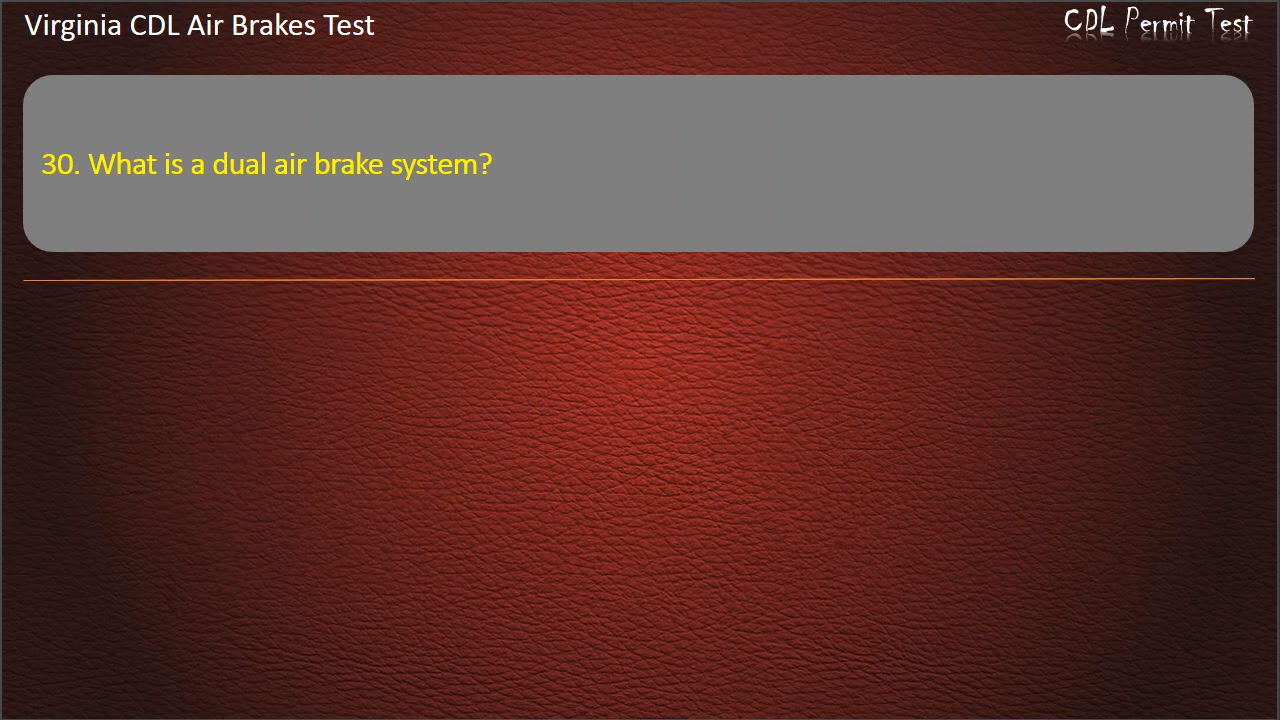 Virginia CDL Air Brakes Test
CDL Permit Test
30. What is a dual air brake system?